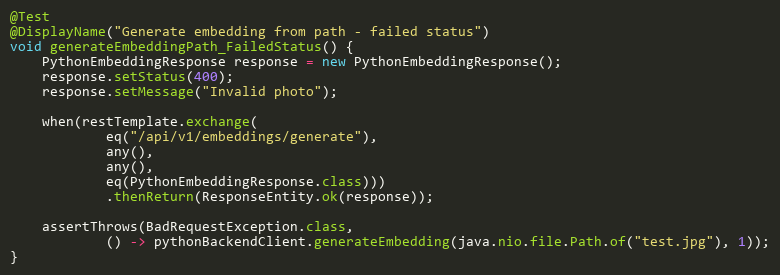 @Test
@DisplayName("Generate embedding from path - failed status")
void generateEmbeddingPath_FailedStatus() {
    PythonEmbeddingResponse response = new PythonEmbeddingResponse();
    response.setStatus(400);
    response.setMessage("Invalid photo");

    when(restTemplate.exchange(
            eq("/api/v1/embeddings/generate"),
            any(),
            any(),
            eq(PythonEmbeddingResponse.class)))
            .thenReturn(ResponseEntity.ok(response));

    assertThrows(BadRequestException.class,
            () -> pythonBackendClient.generateEmbedding(java.nio.file.Path.of("test.jpg"), 1));
}